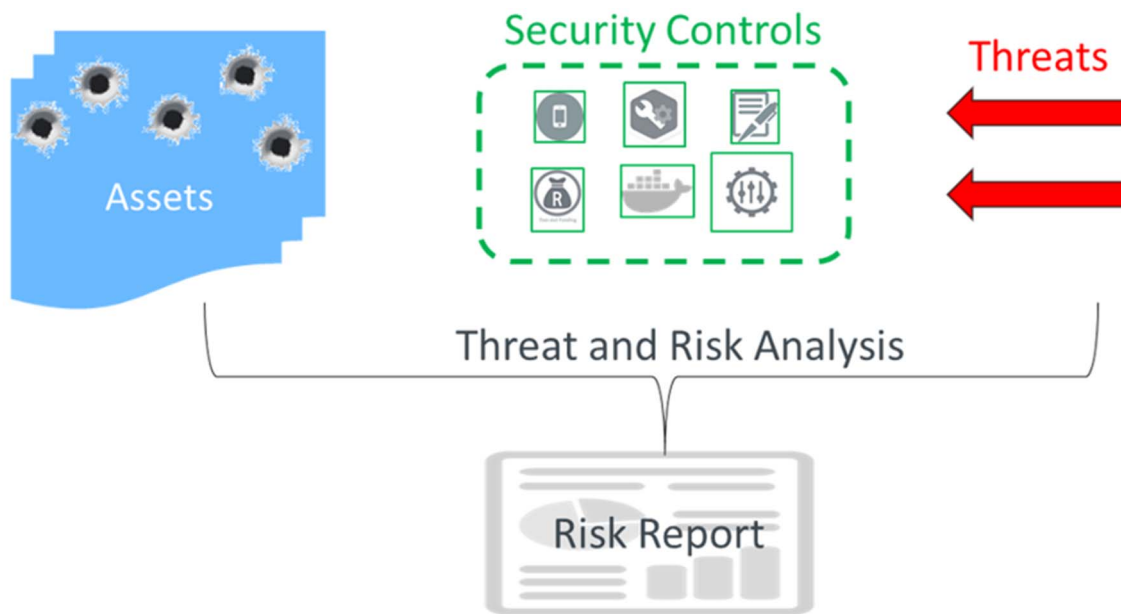 Security Controls
Threats
Assets
R
Threat and Risk Analysis
Risk Report